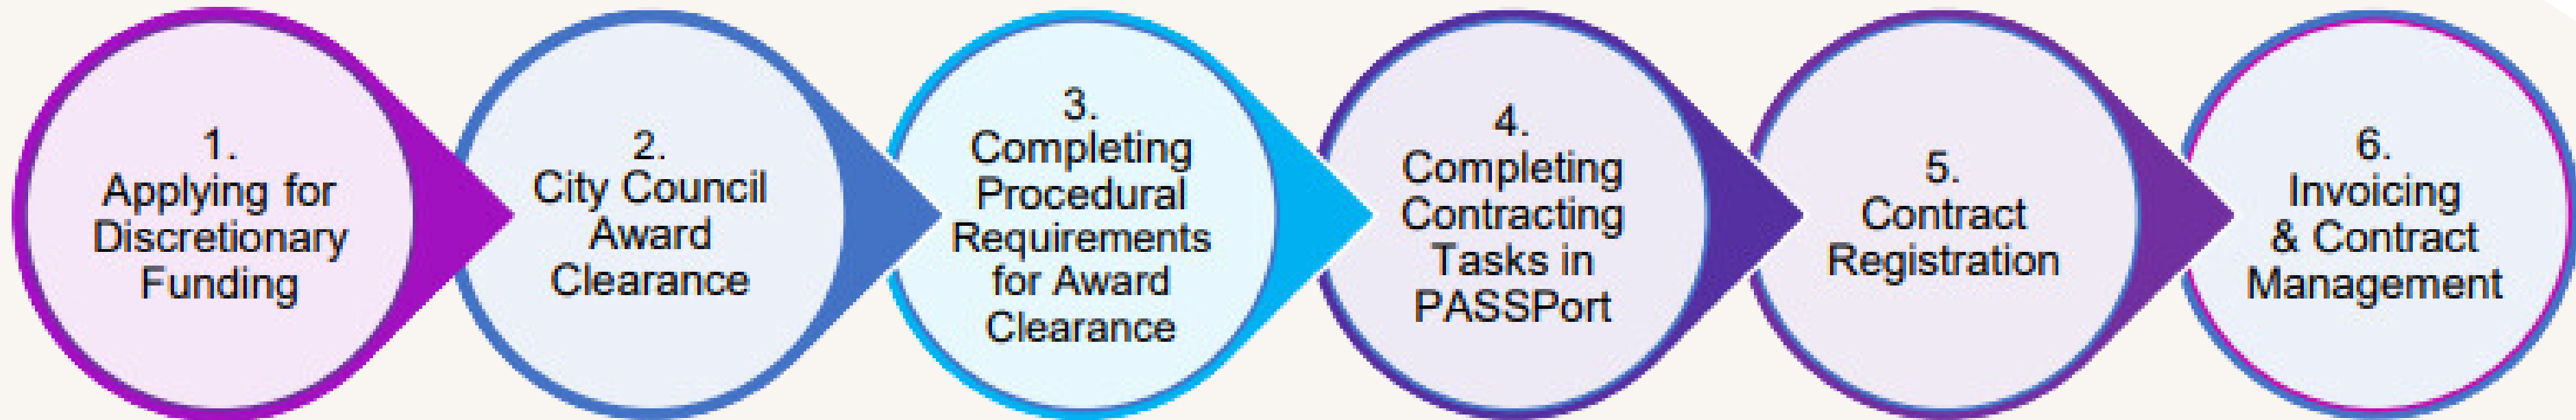 1.
Applying for
Discretionary
Funding
2.
City Council
Award
Clearance
3.
Completing
Procedural
Requirements
for Award
Clearance
4.
Completing
Contracting
Tasks in
PASSPort
5.
Contract
Registration
6.
Invoicing
& Contract
Management